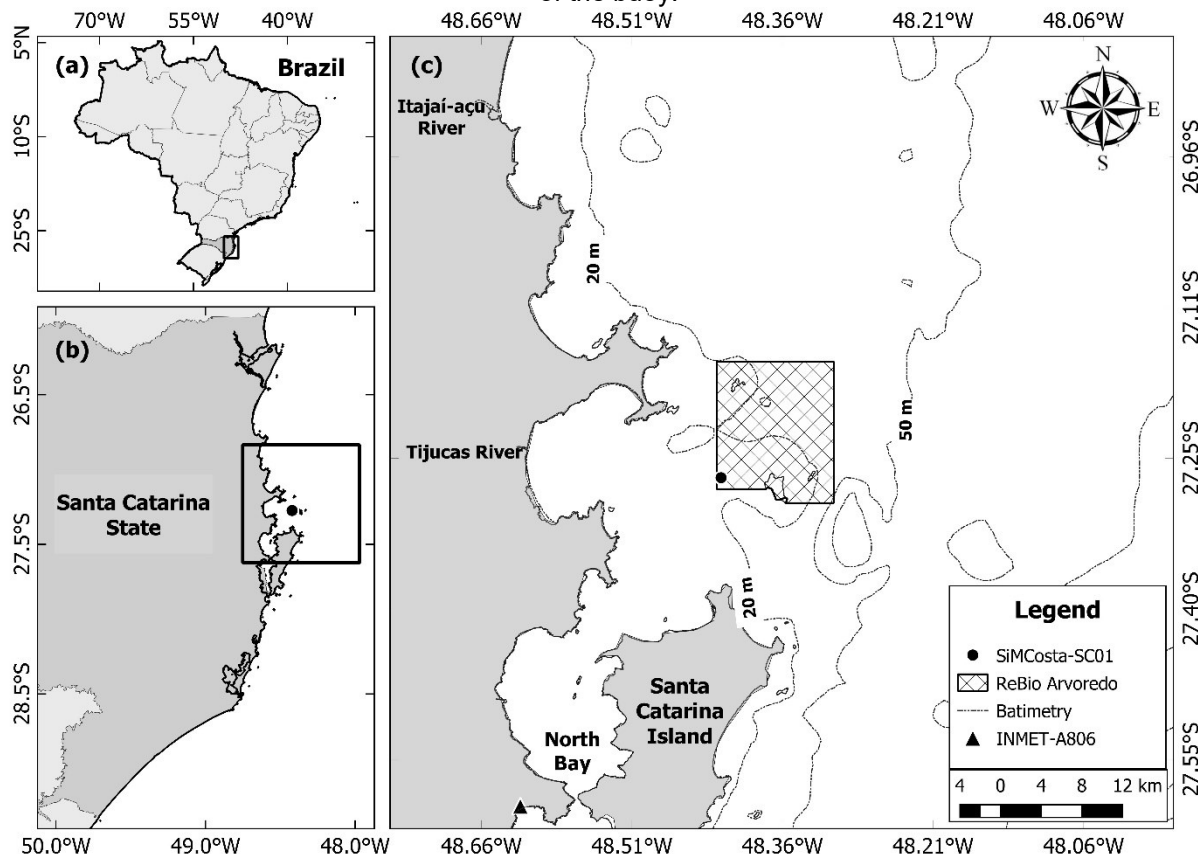 of the buoy.
70°W 55°W 40°W
48.66°W 48.51°W 48.36°W 48.21°W 48.06°W
5°N
10°S
25°S
(a)
Brazil
(b)
26.5°S
27.5°S
28.5°S
Santa Catarina
State
50.0°W 49.0°W 48.0°W
(c)
Itajaí-açu
River
20 m
Tijucas River
50 m
20 m
Santa
Catarina
Island
North
Bay
N
W E
S
26.96°S
27.11°S
27.25°S
27.40°S
27.55°S
Legend
SiMCosta-SC01
ReBio Arvoredo
Batimetry
INMET-A806
4 0 4 8 12 km
48.66°W 48.51°W 48.36°W 48.21°W 48.06°W